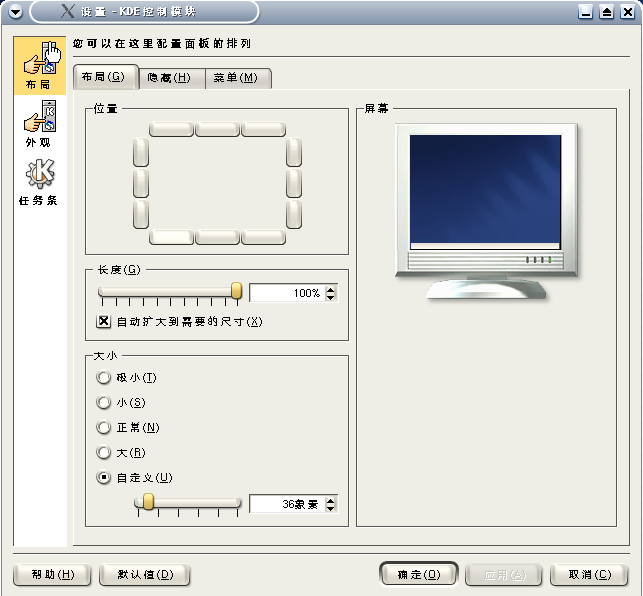 设置 - KDE控制模块
您可以在这里配置面板的排列
布局
外观
任务条
布局(G)
隐藏(H)
菜单(M)
位置
屏幕
长度(G)
100%
自动扩大到需要的尺寸(X)
大小
极小(T)
小(S)
正常(N)
大(R)
自定义(U)
36象素
帮助(H)
默认值(D)
确定(O)
应用(A)
取消(C)